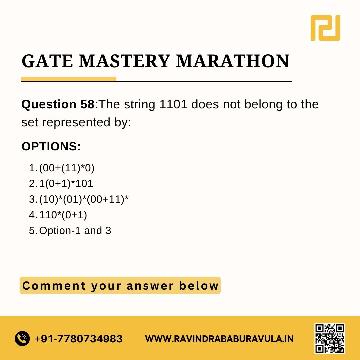 GATE MASTERY MARATHON
Question 58:The string 1101 does not belong to the
set represented by:
OPTIONS:
1.(00+(11)*0)
2.1(0+1)*101
3.(10)*(01)*(00+11)*
4.110*(0+1)
5.Option-1 and 3
Comment your answer below
+91-7780734983
WWW.RAVINDRABABURAVULA.IN